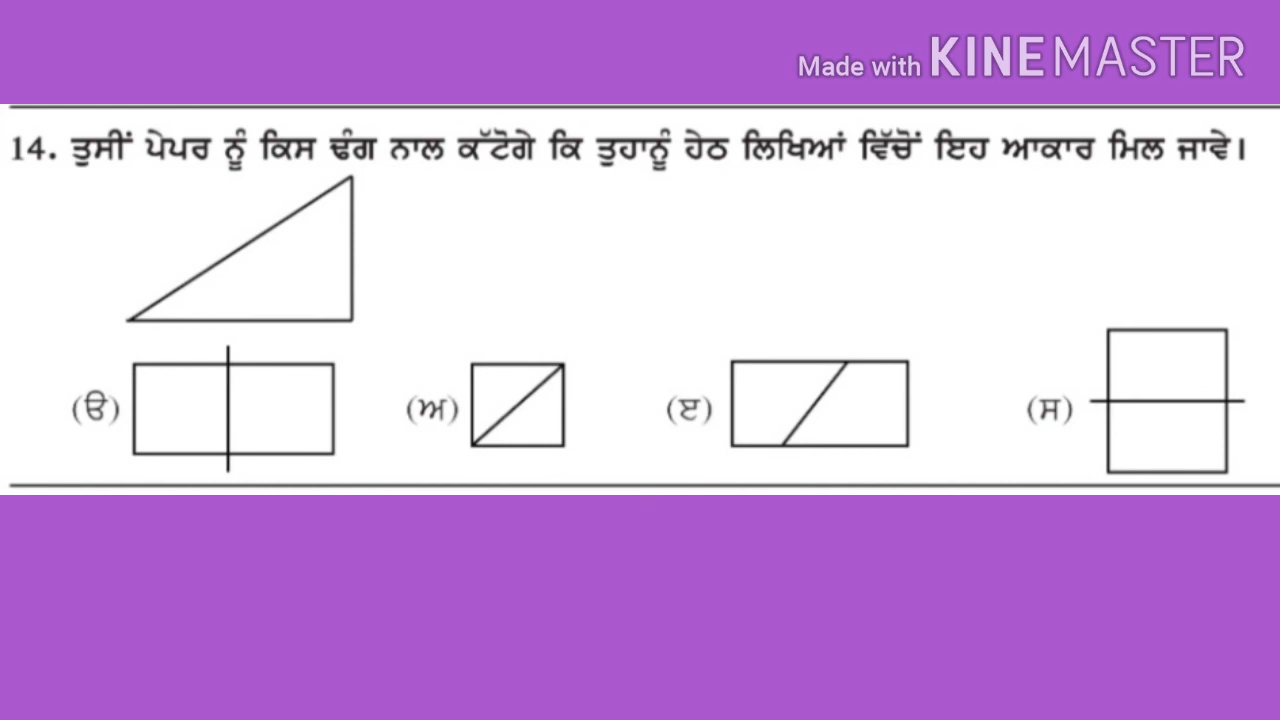 Made with KINEMASTER
14. ਤੁਸੀਂ ਪੇਪਰ ਨੂੰ ਕਿਸ ਢੰਗ ਨਾਲ ਕੱਟੋਗੇ ਕਿ ਤੁਹਾਨੂੰ ਹੇਠ ਲਿਖਿਆਂ ਵਿੱਚੋਂ ਇਹ ਆਕਾਰ ਮਿਲ ਜਾਵੇ।
(ੳ) (ਅ) (ੲ) (ਸ)